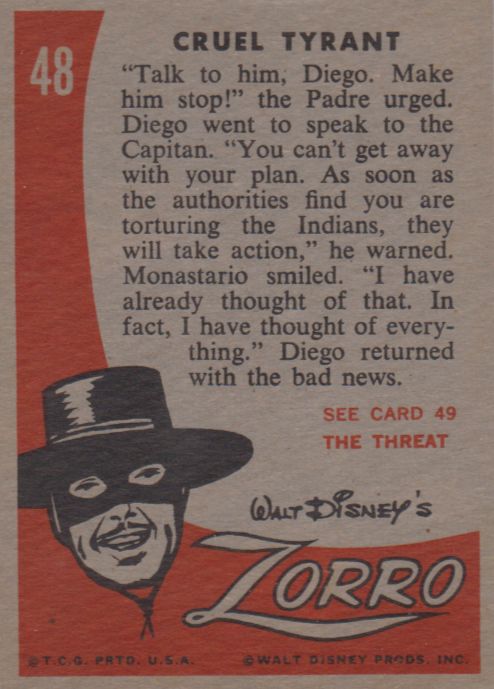 48
CRUEL TYRANT
“Talk to him, Diego. Make
him stop!” the Padre urged.
Diego went to speak to the
Capitan. “You can’t get away
with your plan. As soon as
the authorities find you are
torturing the Indians, they
will take action,” he warned.
Monastario smiled. “I have
already thought of that. In
fact, I have thought of every-
thing.” Diego returned
with the bad news.
SEE CARD 49
THE THREAT
WALT DISNEY’S
ZORRO
© T.C.G. PRTD. U.S.A.
© WALT DISNEY PRODS. INC.